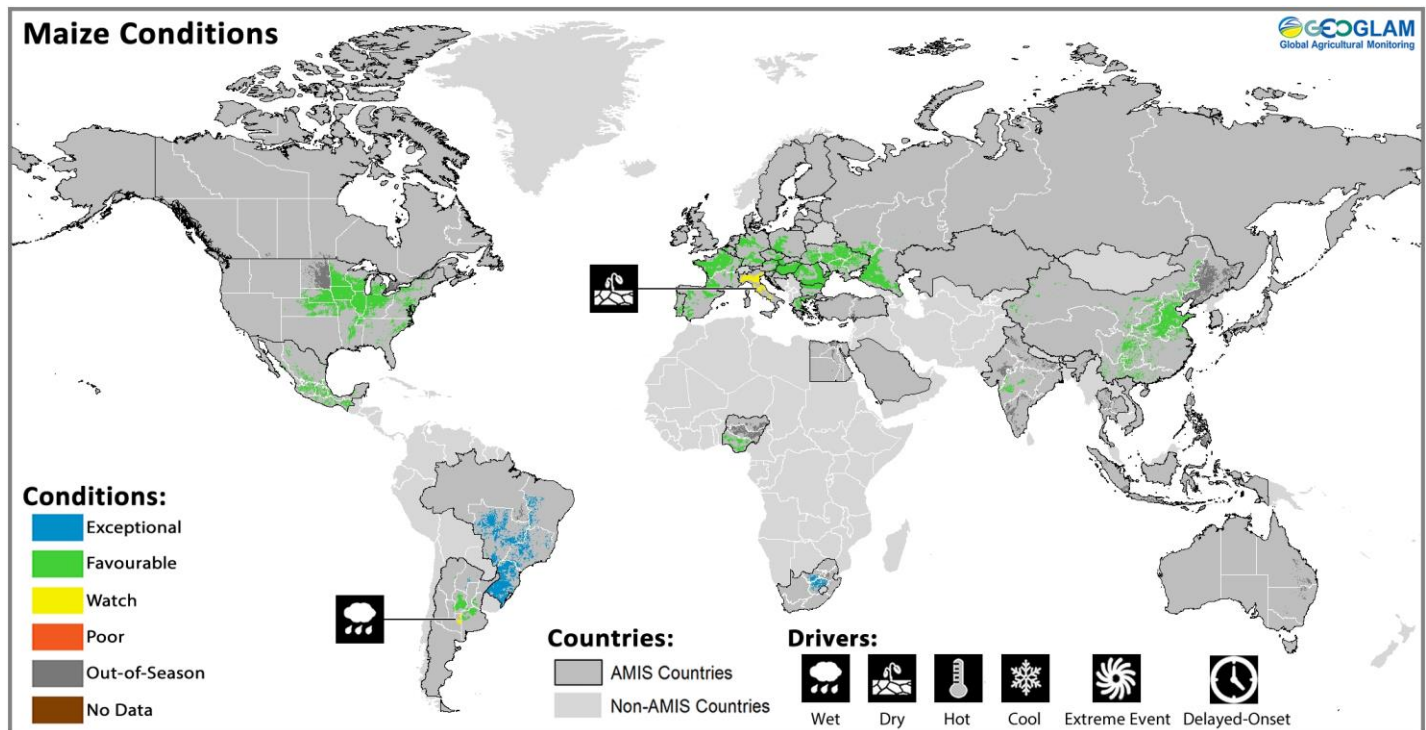 Maize Conditions
GEOGLAM
Global Agricultural Monitoring
Conditions:
Exceptional
Favourable
Watch
Poor
Out-of-Season
No Data
Countries:
AMIS Countries
Non-AMIS Countries
Drivers:
Wet
Dry
Hot
Cool
Extreme Event
Delayed-Onset